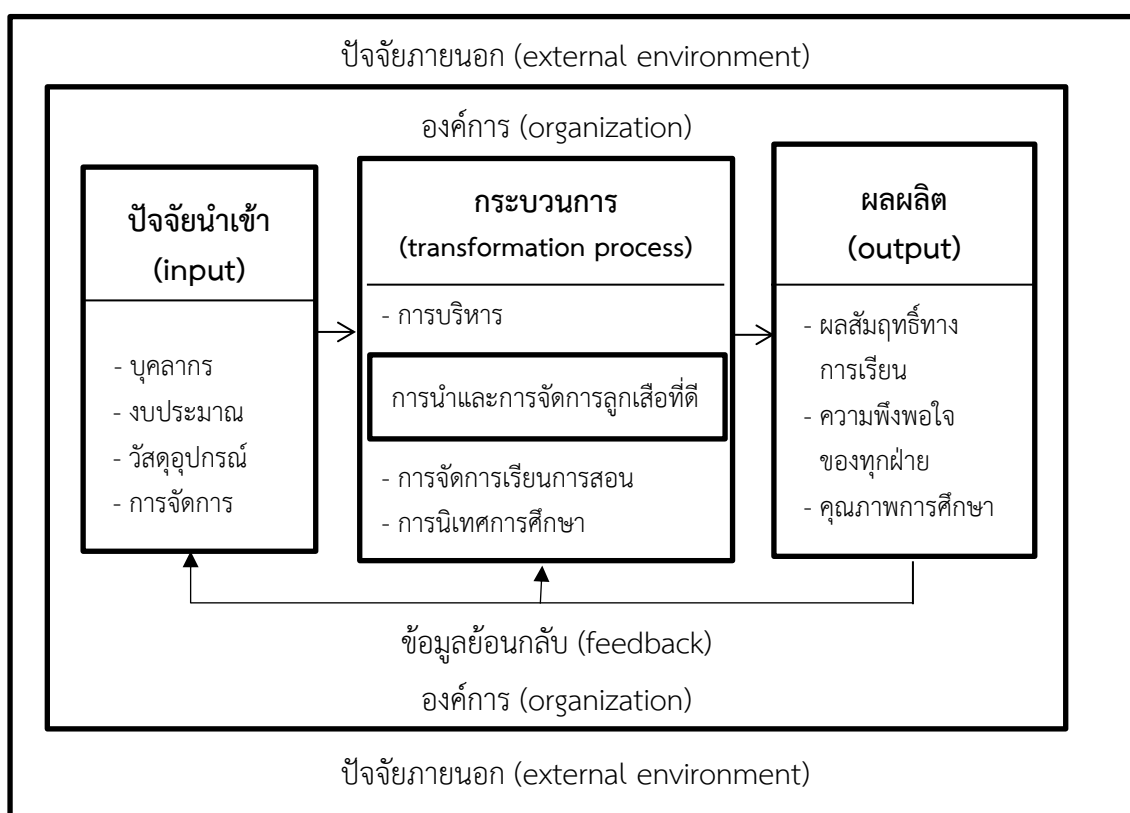 ปัจจัยภายนอก (external environment)
องค์การ (organization)
ปัจจัยนำเข้า
(input)
- บุคลากร
- งบประมาณ
- วัสดุอุปกรณ์
- การจัดการ
กระบวนการ
(transformation process)
- การบริหาร
การนำและการจัดการลูกเสือที่ดี
- การจัดการเรียนการสอน
- การนิเทศการศึกษา
ผลผลิต
(output)
- ผลสัมฤทธิ์ทาง
การเรียน
- ความพึงพอใจ
ของทุกฝ่าย
- คุณภาพการศึกษา
ข้อมูลย้อนกลับ (feedback)
องค์การ (organization)
ปัจจัยภายนอก (external environment)